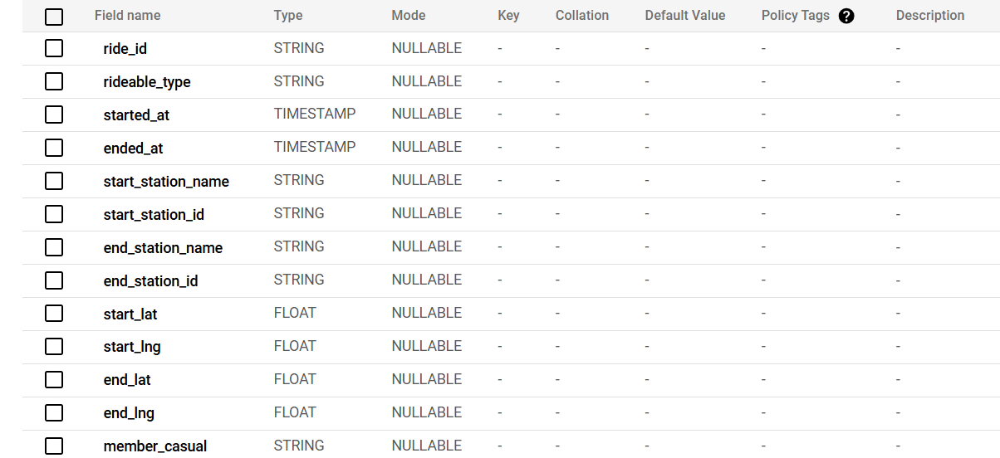 Field name Type Mode Key Collation Default Value Policy Tags ? Description
ride_id STRING NULLABLE - - - - -
rideable_type STRING NULLABLE - - - - -
started_at TIMESTAMP NULLABLE - - - - -
ended_at TIMESTAMP NULLABLE - - - - -
start_station_name STRING NULLABLE - - - - -
start_station_id STRING NULLABLE - - - - -
end_station_name STRING NULLABLE - - - - -
end_station_id STRING NULLABLE - - - - -
start_lat FLOAT NULLABLE - - - - -
start_lng FLOAT NULLABLE - - - - -
end_lat FLOAT NULLABLE - - - - -
end_lng FLOAT NULLABLE - - - - -
member_casual STRING NULLABLE - - - - -